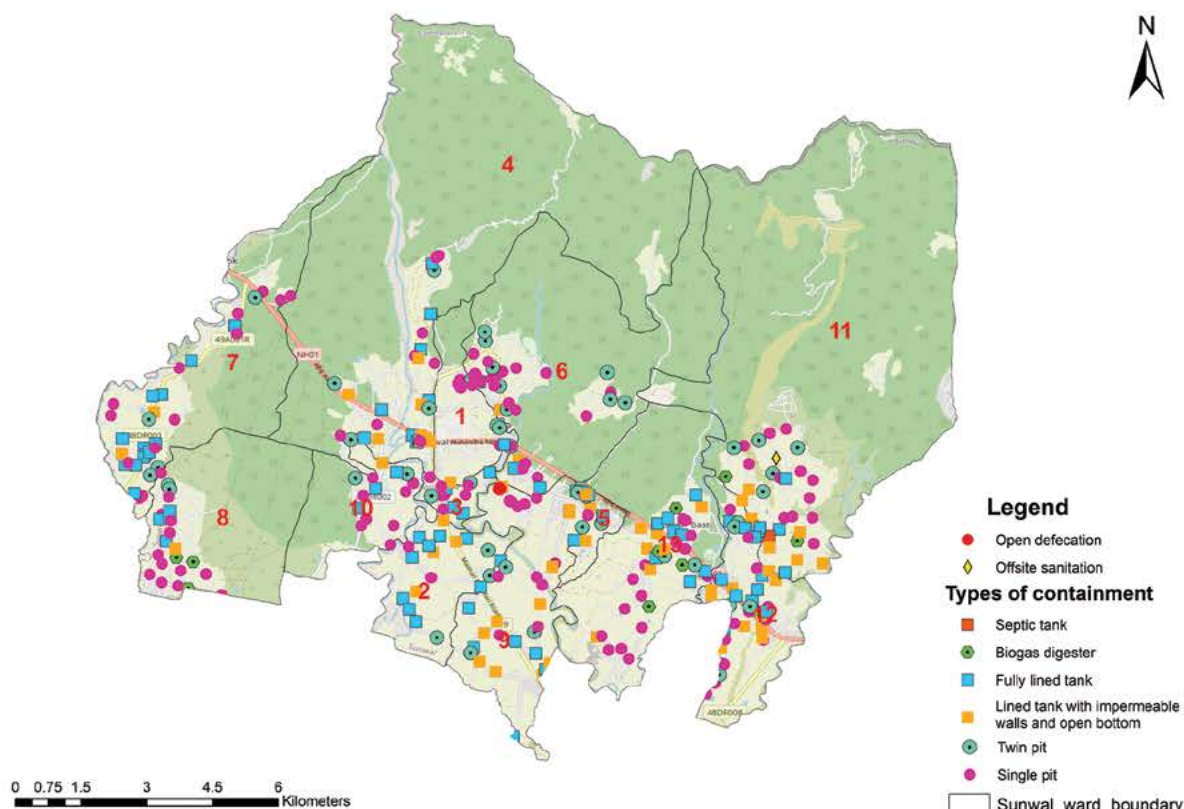 N
4
11
7
6
1
NH01
8
10
3
5
13
2
9
12
Legend
Open defecation
Offsite sanitation
Types of containment
Septic tank
Biogas digester
Fully lined tank
Lined tank with impermeable
walls and open bottom
Twin pit
Single pit
Sunwal ward boundary
0 0.75 1.5 3 4.5 6
Kilometers